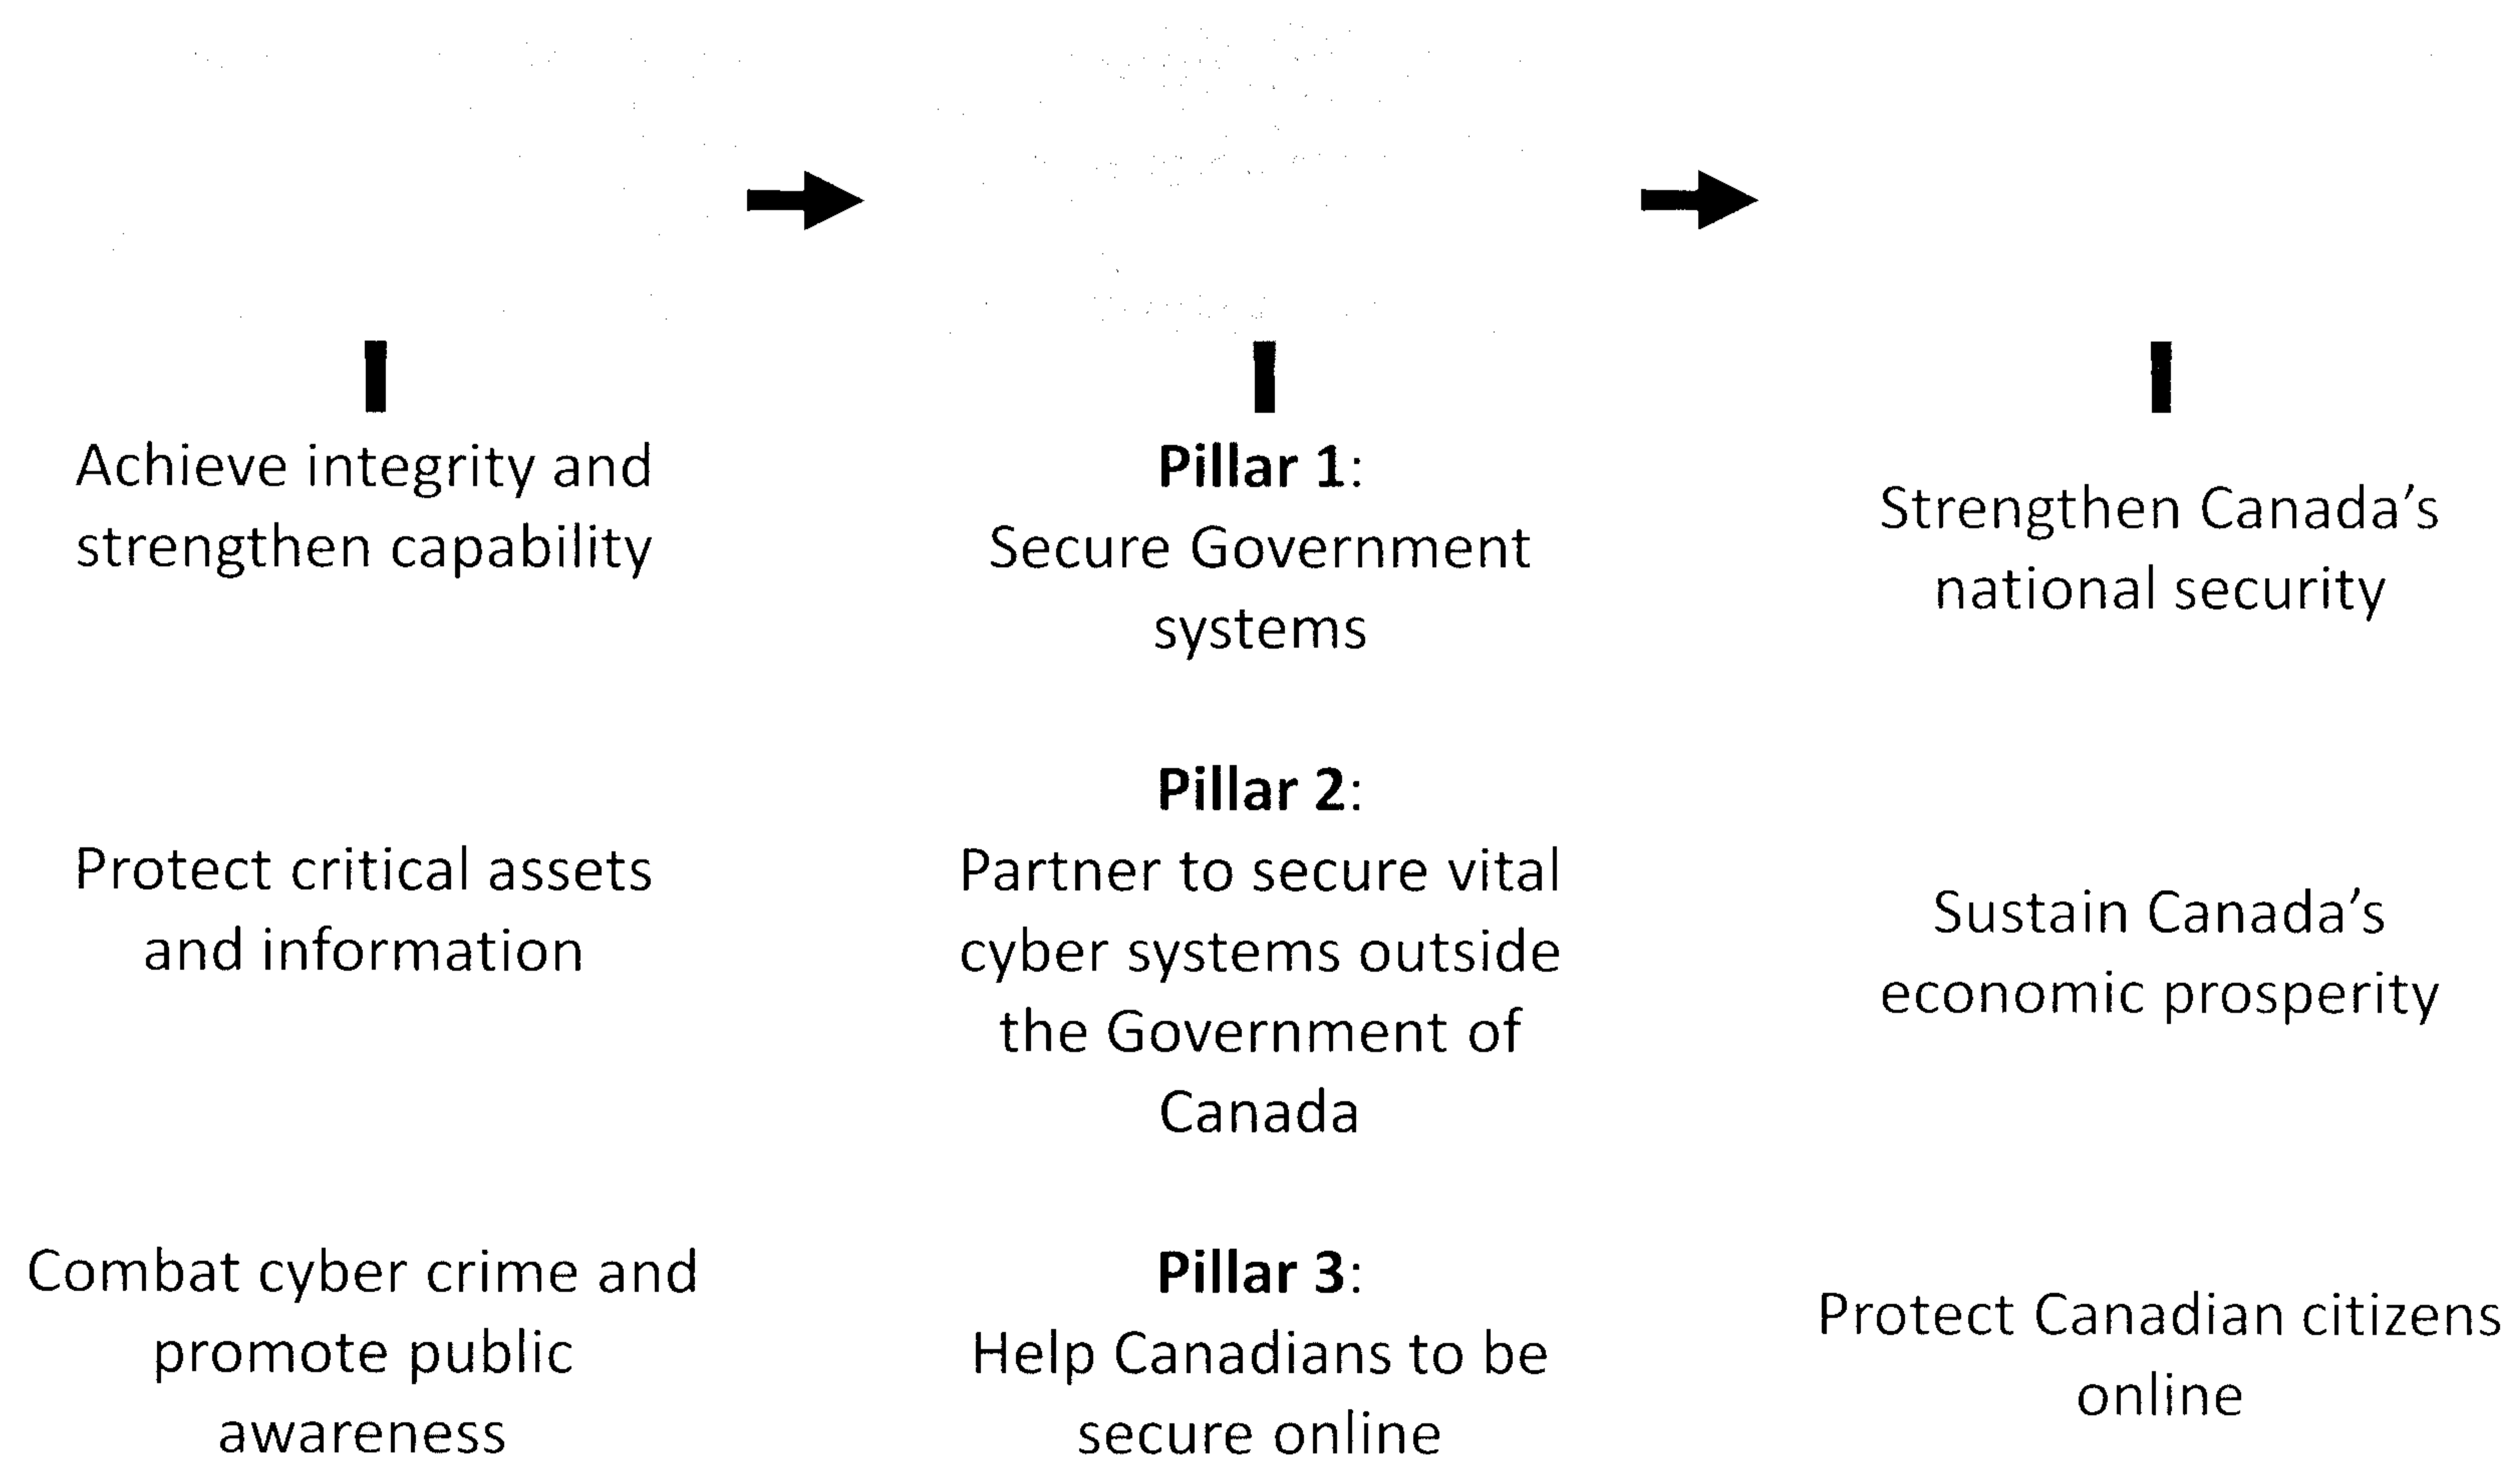 Achieve integrity and
strengthen capability
Protect critical assets
and information
Combat cyber crime and
promote public
awareness
Pillar 1:
Secure Government
systems
Pillar 2:
Partner to secure vital
cyber systems outside
the Government of
Canada
Pillar 3:
Help Canadians to be
secure online
Strengthen Canada’s
national security
Sustain Canada’s
economic prosperity
Protect Canadian citizens
online